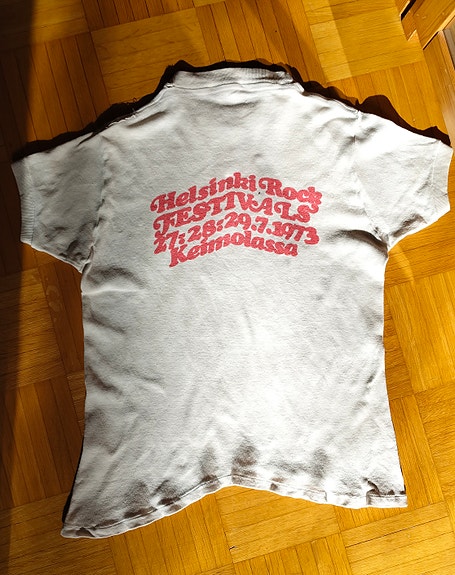 Helsinki Rock
FESTIVALS
27:28:29.7.1973
Keimolassa